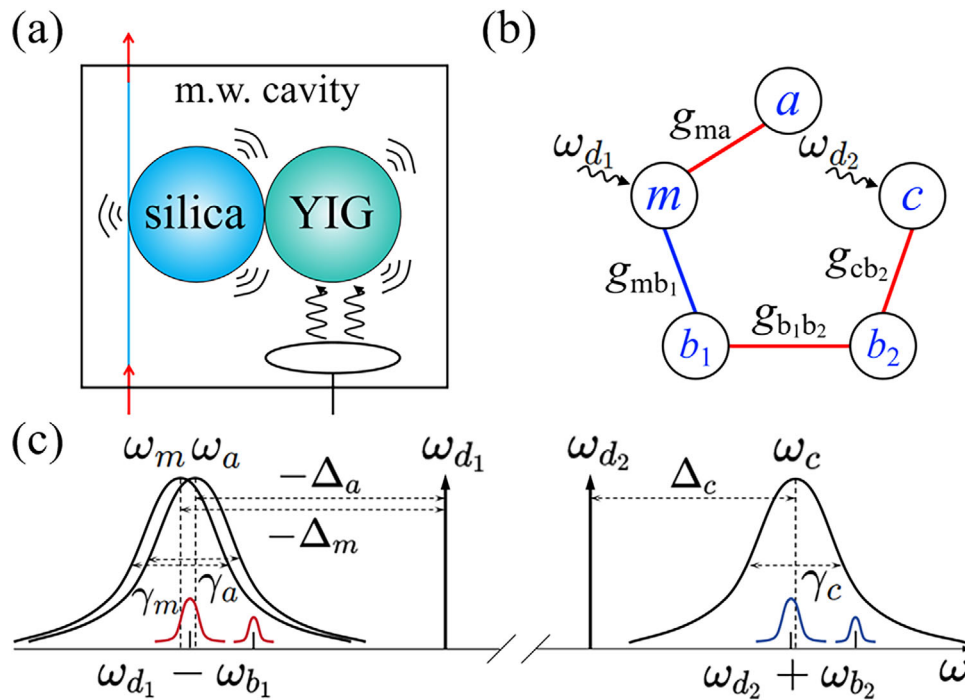 (a)
m.w. cavity
silica
YIG
(b)
a
g_ma
ω_d₁
ω_d₂
m
c
g_mb₁
g_cb₂
g_b₁b₂
b₁
b₂
(c)
ω_m ω_a
ω_d₁
ω_d₂
ω_c
−Δ_a
Δ_c
−Δ_m
γ_m
γ_a
γ_c
ω_d₁ − ω_b₁
ω_d₂ + ω_b₂
ω